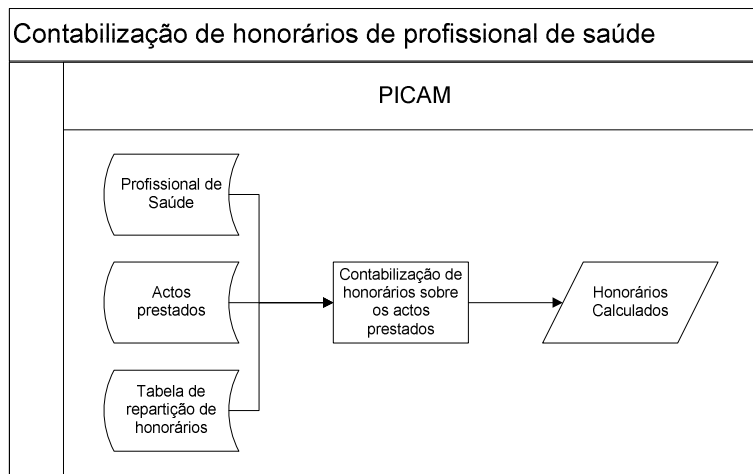 Contabilização de honorários de profissional de saúde
PICAM
Profissional de
Saúde
Actos
prestados
Tabela de
repartição de
honorários
Contabilização de
honorários sobre
os actos
prestados
Honorários
Calculados